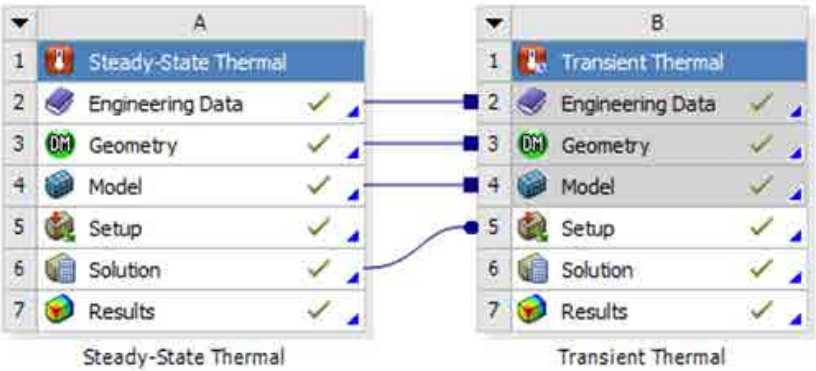 A
1 Steady-State Thermal
2 Engineering Data
3 DM Geometry
4 Model
5 Setup
6 Solution
7 Results
Steady-State Thermal
B
1 Transient Thermal
2 Engineering Data
3 DM Geometry
4 Model
5 Setup
6 Solution
7 Results
Transient Thermal